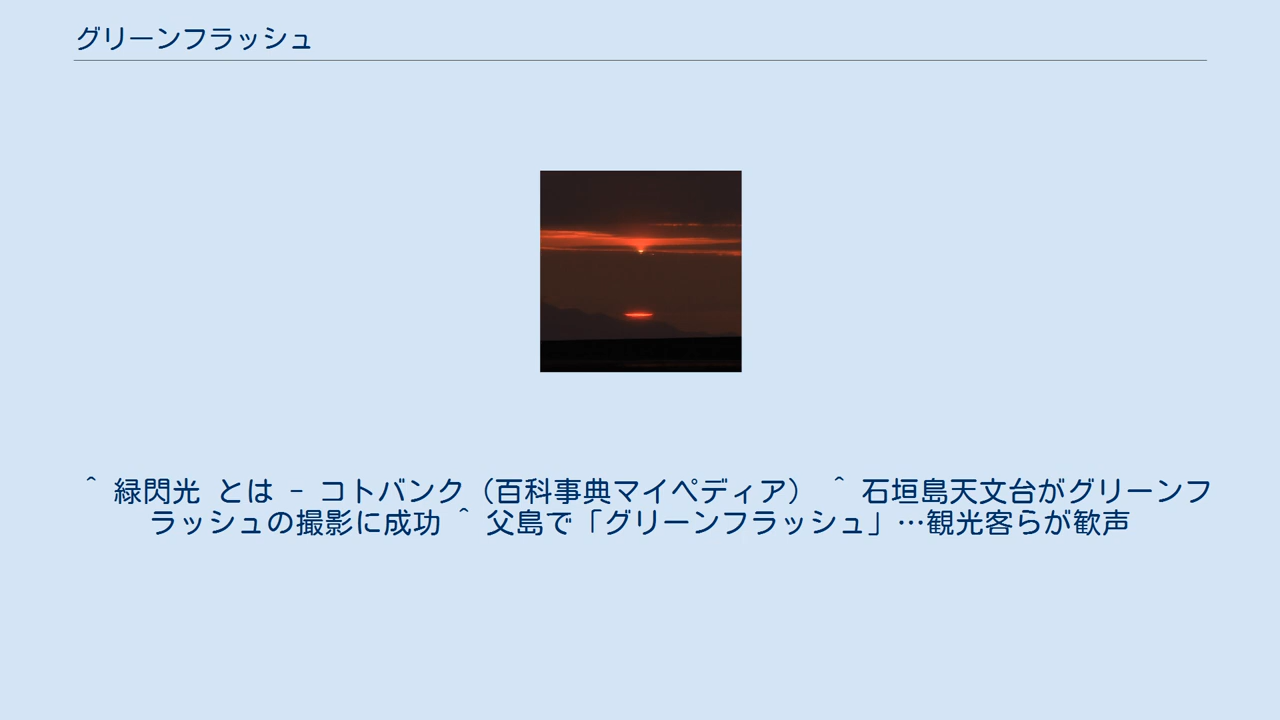 グリーンフラッシュ
^ 緑閃光 とは - コトバンク（百科事典マイペディア） ^ 石垣島天文台がグリーンフ
ラッシュの撮影に成功 ^ 父島で「グリーンフラッシュ」…観光客らが歓声